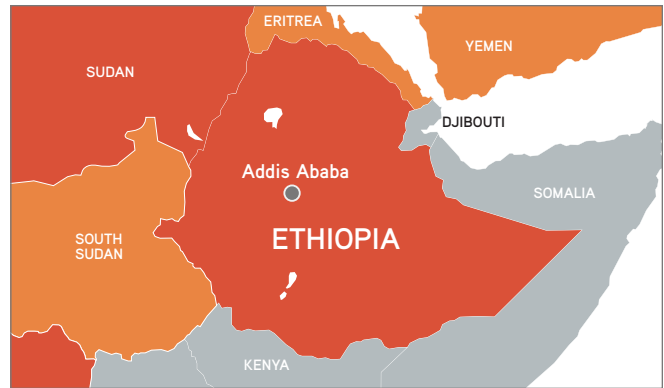 ERITREA
YEMEN
SUDAN
DJIBOUTI
Addis Ababa
SOMALIA
SOUTH
SUDAN
ETHIOPIA
KENYA